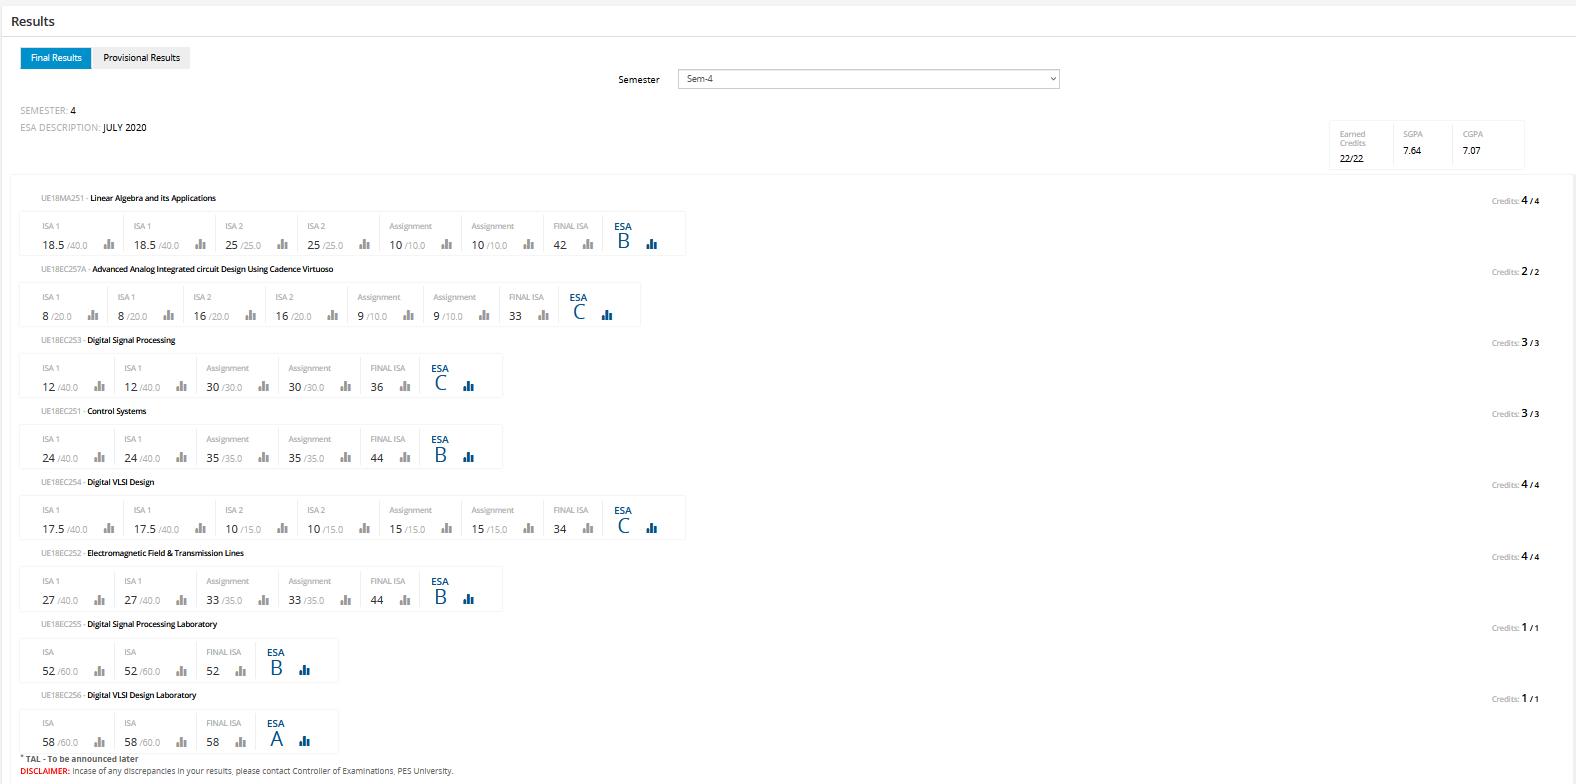 Results
Final Results Provisional Results
Semester Sem-4
SEMESTER: 4
ESA DESCRIPTION: JULY 2020
Earned Credits SGPA CGPA
22/22 7.64 7.07
UE18MA251 - Linear Algebra and its Applications Credits: 4 / 4
ISA 1 ISA 1 ISA 2 ISA 2 Assignment Assignment FINAL ISA ESA
18.5 /40.0 18.5 /40.0 25 /25.0 25 /25.0 10 /10.0 10 /10.0 42 B
UE18EC257A - Advanced Analog Integrated circuit Design Using Cadence Virtuoso Credits: 2 / 2
ISA 1 ISA 1 ISA 2 ISA 2 Assignment Assignment FINAL ISA ESA
8 /20.0 8 /20.0 16 /20.0 16 /20.0 9 /10.0 9 /10.0 33 C
UE18EC253 - Digital Signal Processing Credits: 3 / 3
ISA 1 ISA 1 Assignment Assignment FINAL ISA ESA
12 /40.0 12 /40.0 30 /30.0 30 /30.0 36 C
UE18EC251 - Control Systems Credits: 3 / 3
ISA 1 ISA 1 Assignment Assignment FINAL ISA ESA
24 /40.0 24 /40.0 35 /35.0 35 /35.0 44 B
UE18EC254 - Digital VLSI Design Credits: 4 / 4
ISA 1 ISA 1 ISA 2 ISA 2 Assignment Assignment FINAL ISA ESA
17.5 /40.0 17.5 /40.0 10 /15.0 10 /15.0 15 /15.0 15 /15.0 34 C
UE18EC252 - Electromagnetic Field & Transmission Lines Credits: 4 / 4
ISA 1 ISA 1 Assignment Assignment FINAL ISA ESA
27 /40.0 27 /40.0 33 /35.0 33 /35.0 44 B
UE18EC255 - Digital Signal Processing Laboratory Credits: 1 / 1
ISA ISA FINAL ISA ESA
52 /60.0 52 /60.0 52 B
UE18EC256 - Digital VLSI Design Laboratory Credits: 1 / 1
ISA ISA FINAL ISA ESA
58 /60.0 58 /60.0 58 A
* TAL - To be announced later
DISCLAIMER: Incase of any discrepancies in your results, please contact Controller of Examinations, PES University.